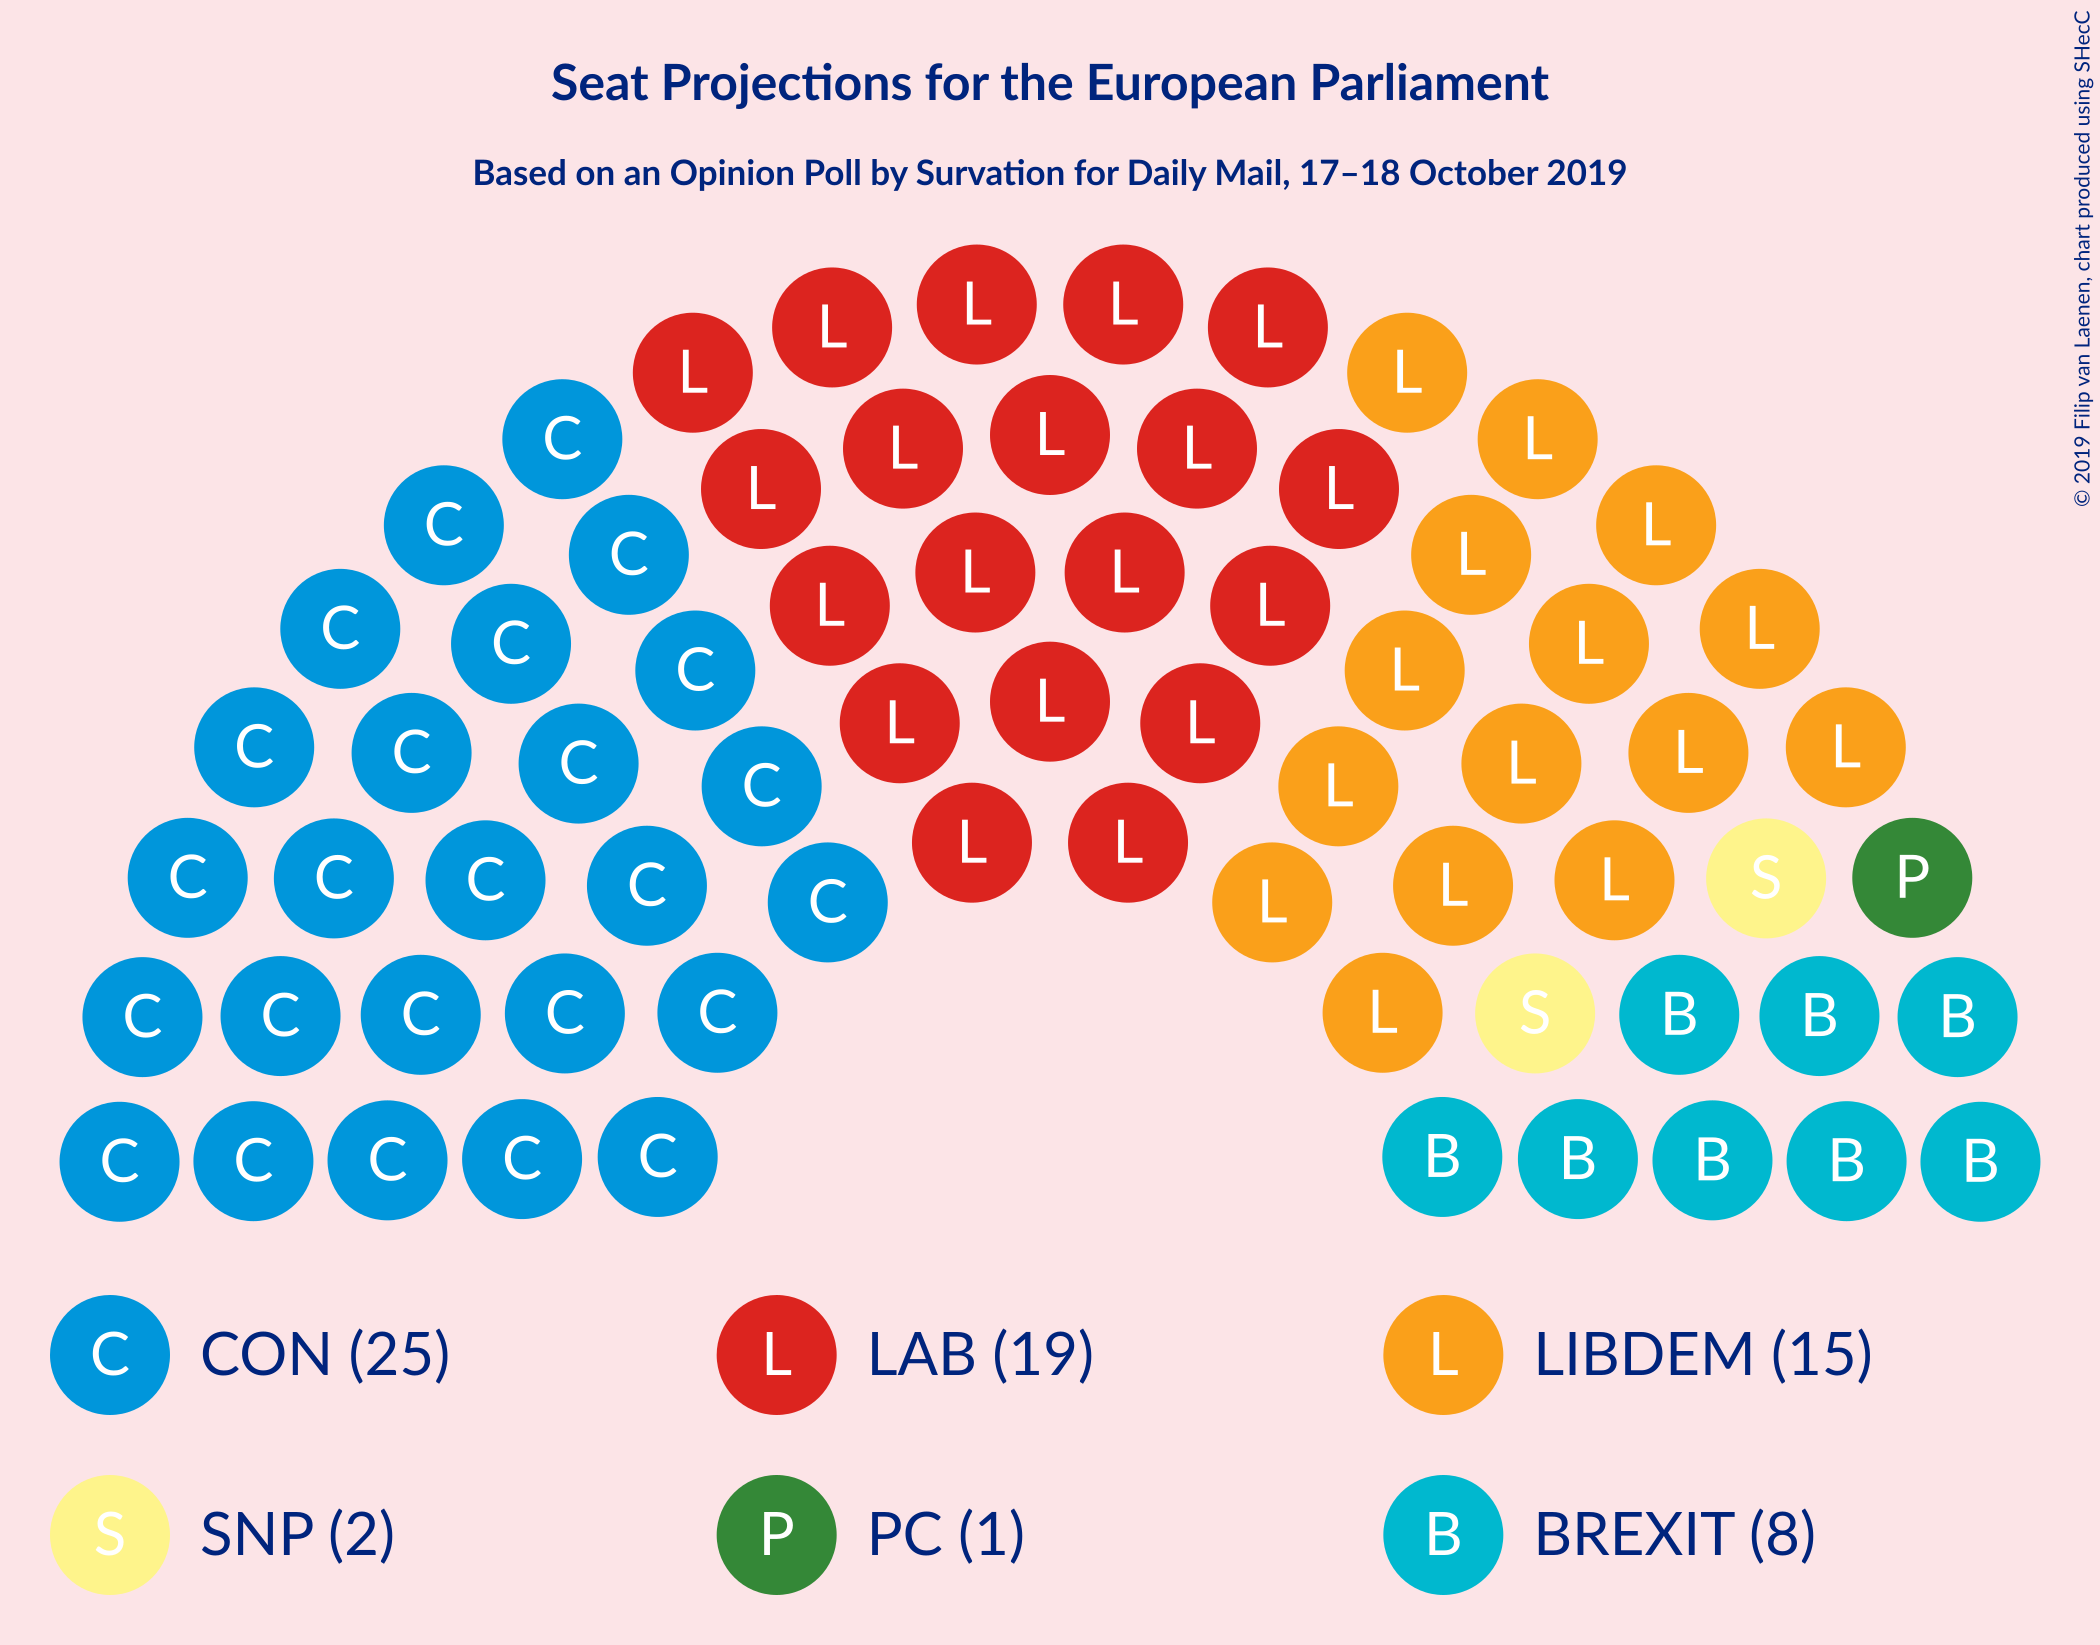 Seat Projections for the European Parliament
Based on an Opinion Poll by Survation for Daily Mail, 17–18 October 2019
© 2019 Filip van Laenen, chart produced using SHecC
L L L L
L L
C L L L L
C L L L
C L L L L L
C C L L
C C L L
C L L L L
C C C L L L
C C C C L L L L S P
C L
C C C C C L S B B B
C C C C C B B B B B
C CON (25) L LAB (19) L LIBDEM (15)
S SNP (2) P PC (1) B BREXIT (8)